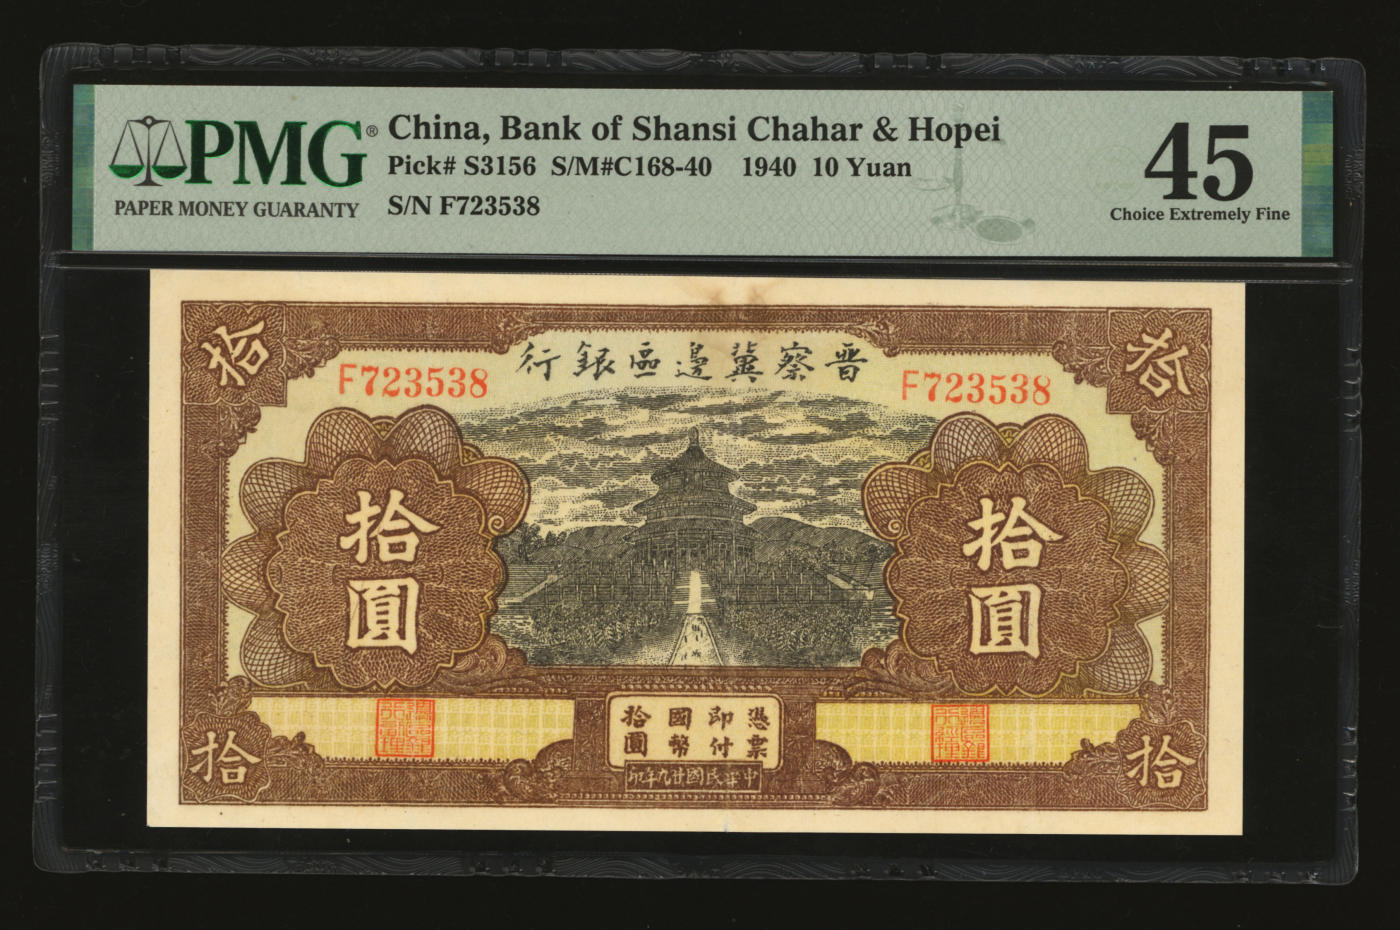 PMG®
PAPER MONEY GUARANTY
China, Bank of Shansi Chahar & Hopei
Pick# S3156 S/M#C168-40 1940 10 Yuan
S/N F723538
45
Choice Extremely Fine
拾
拾
晉察冀邊區銀行
F723538
F723538
拾圓
拾圓
憑票
即付
國幣
拾圓
中華民國廿九年印
拾
拾